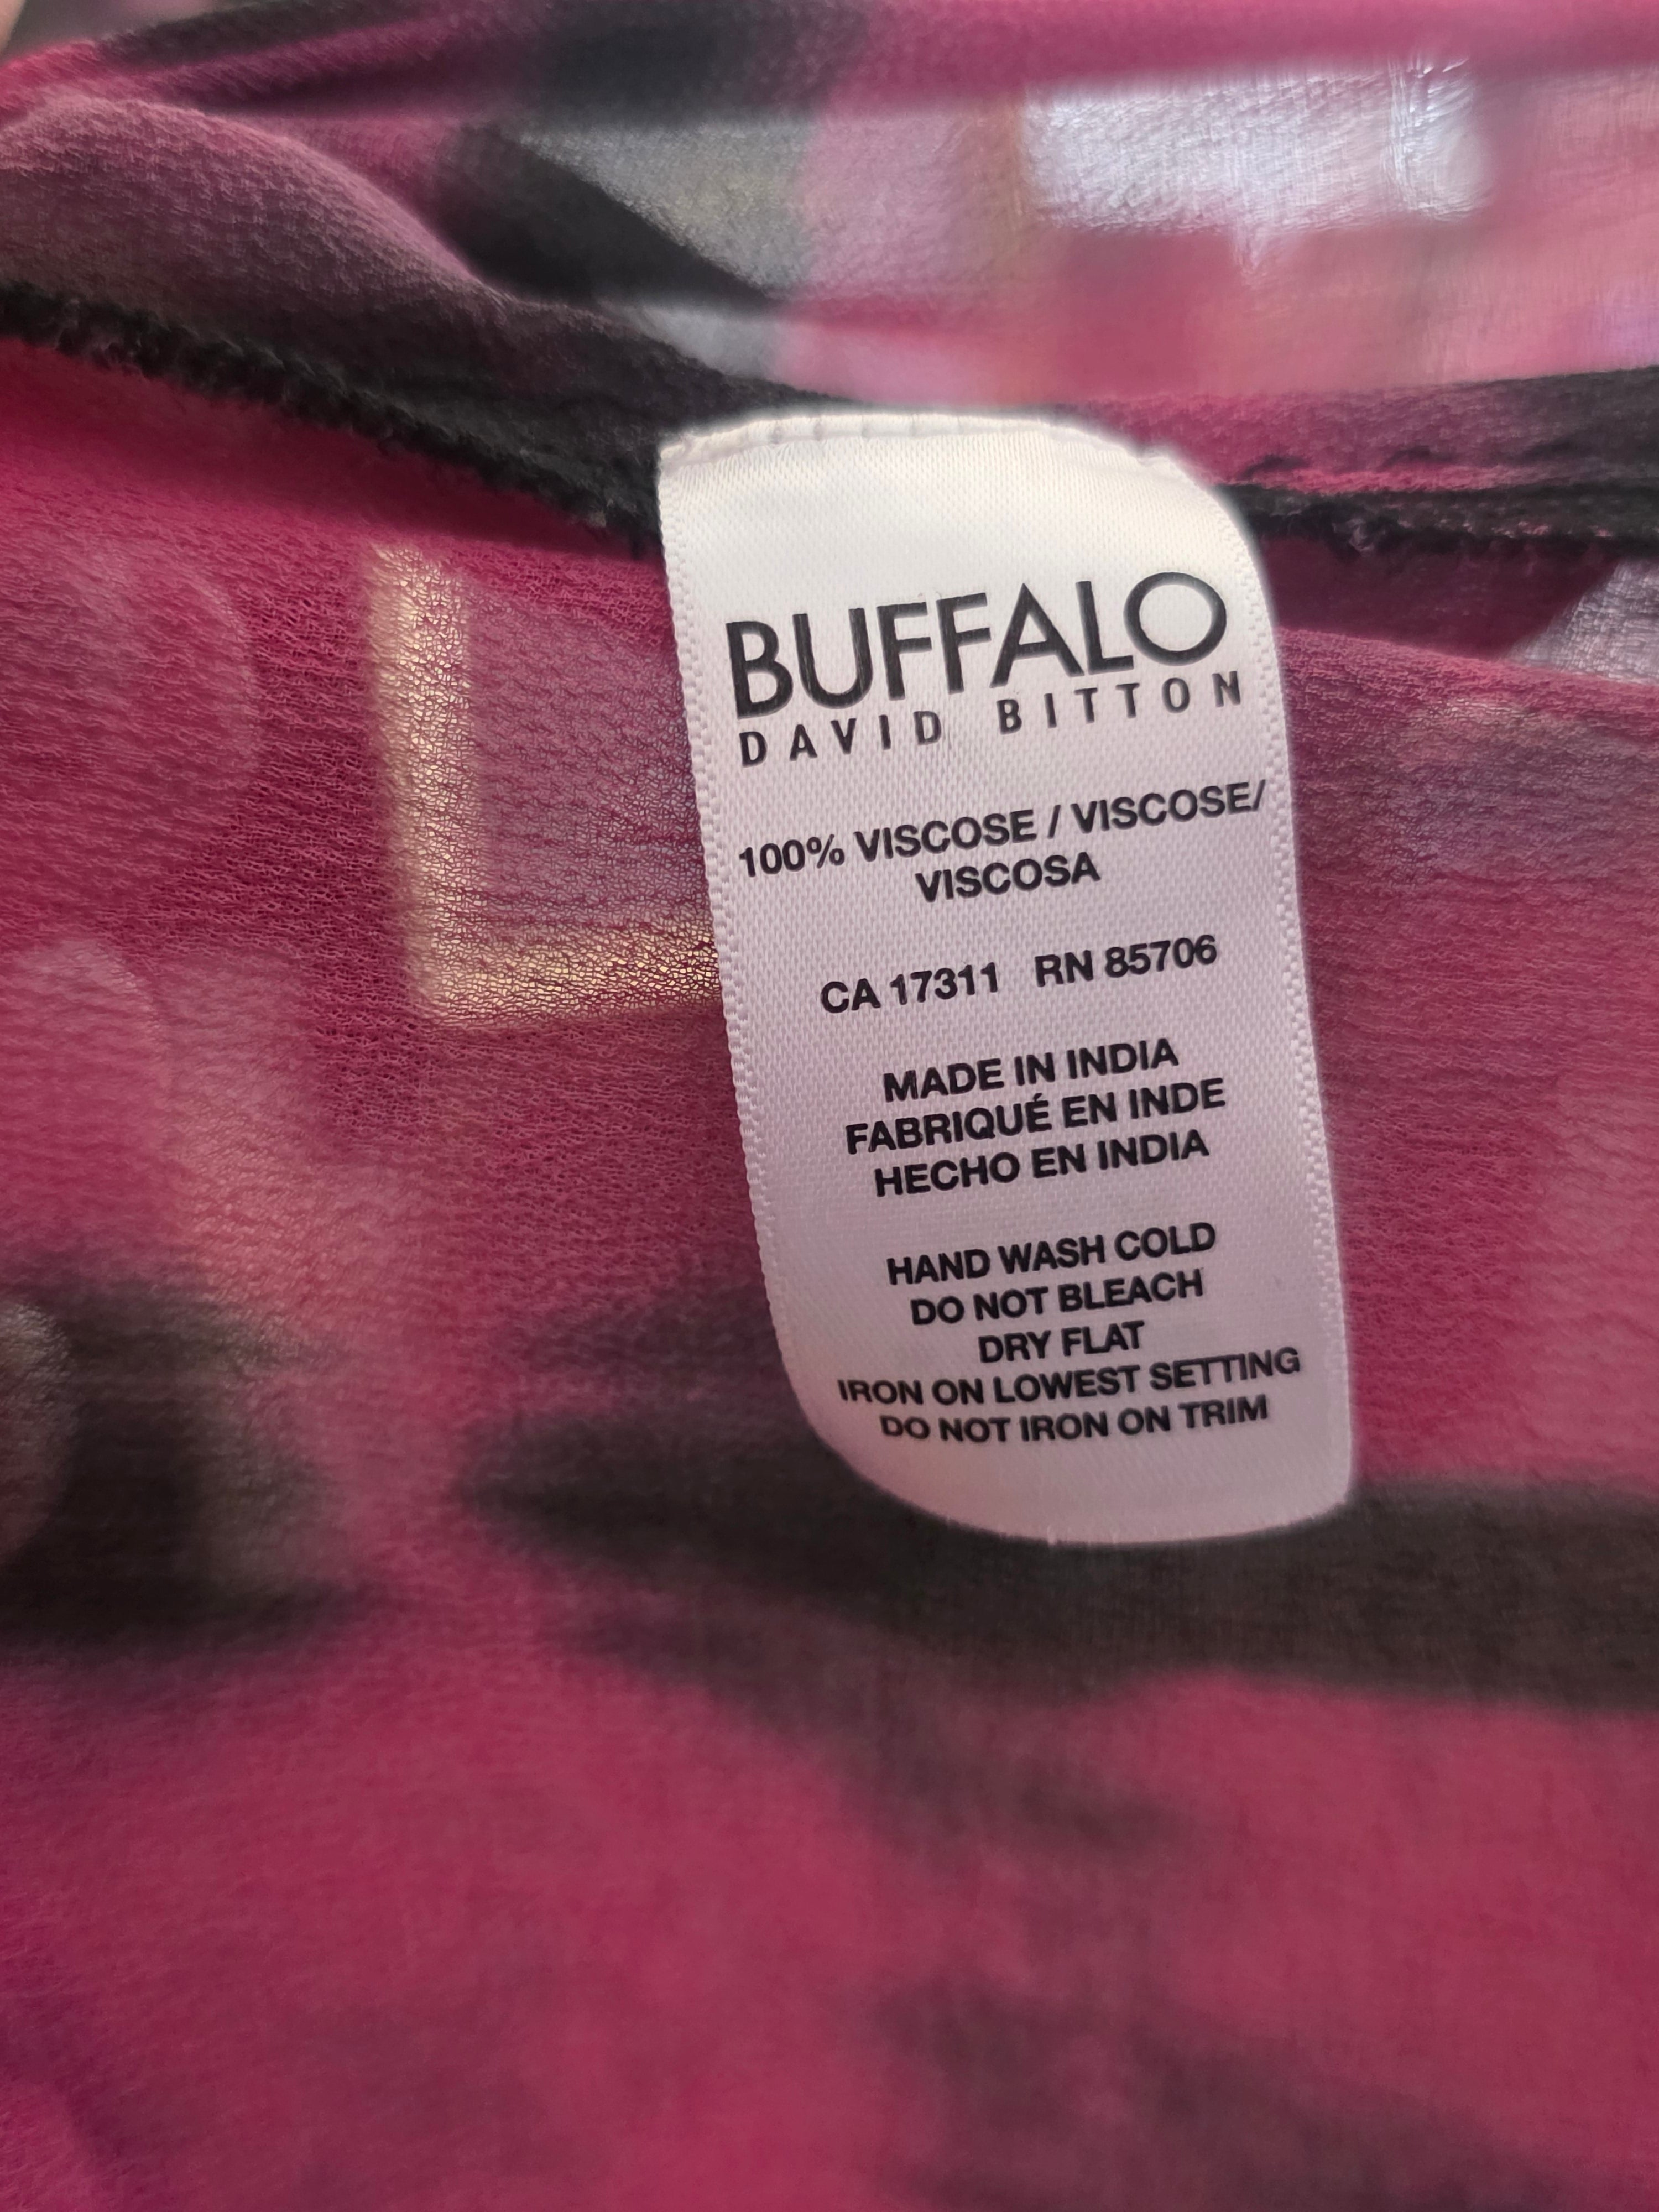 BUFFALO
DAVID BITTON
100% VISCOSE / VISCOSE/
VISCOSA
CA 17311 RN 85706
MADE IN INDIA
FABRIQUÉ EN INDE
HECHO EN INDIA
HAND WASH COLD
DO NOT BLEACH
DRY FLAT
IRON ON LOWEST SETTING
DO NOT IRON ON TRIM